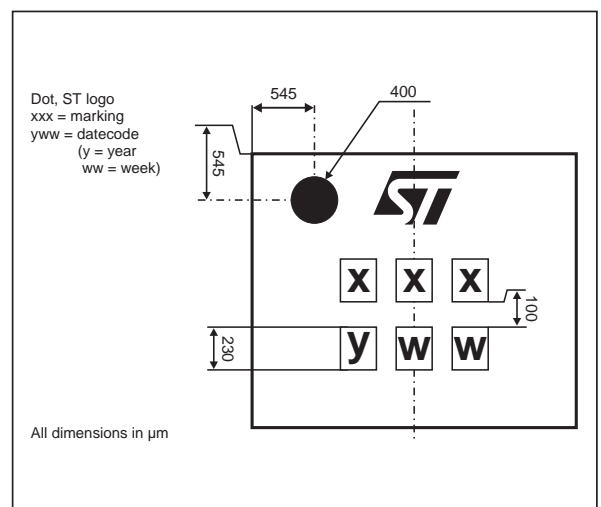 Dot, ST logo
xxx = marking
yww = datecode
(y = year
ww = week)
545
400
545
ST
x x x
100
y w w
230
All dimensions in µm